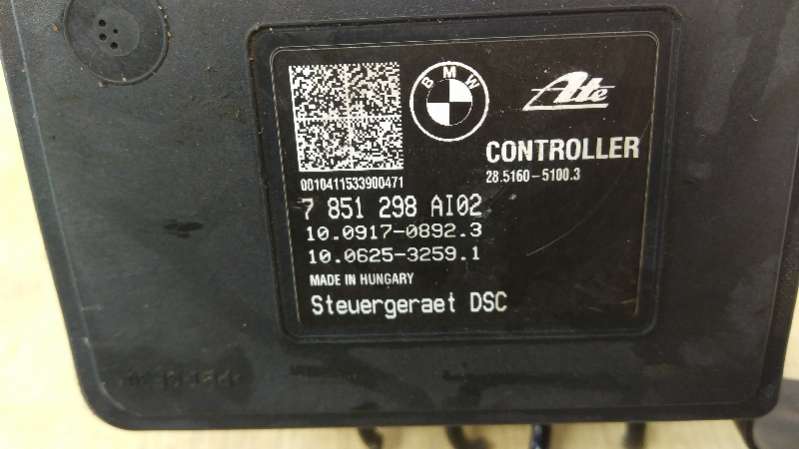 BMW
Ate
CONTROLLER
28.5160-5100.3
0010411533900471
7 851 298 AI02
10.0917-0892.3
10.0625-3259.1
MADE IN HUNGARY
Steuergeraet DSC